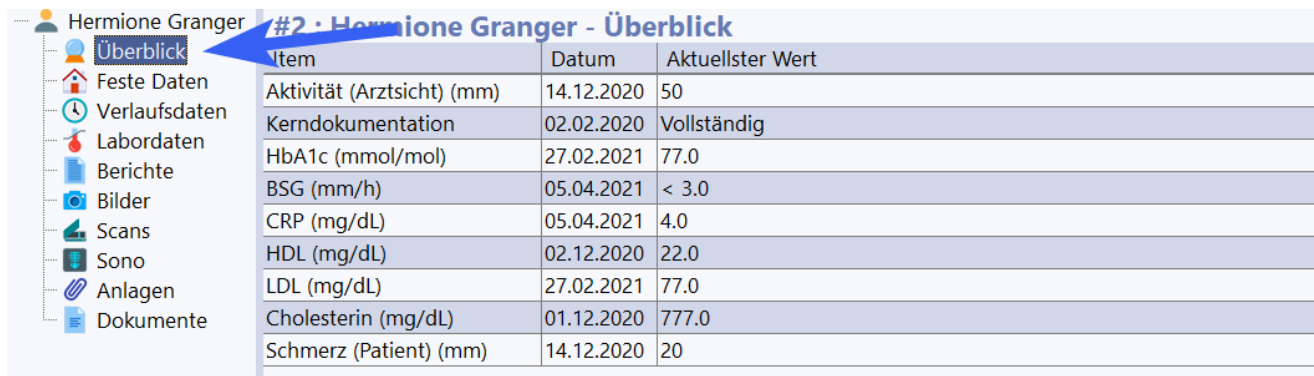 Hermione Granger
Überblick
Feste Daten
Verlaufsdaten
Labordaten
Berichte
Bilder
Scans
Sono
Anlagen
Dokumente
#2 : Hermione Granger - Überblick
Item Datum Aktuellster Wert
Aktivität (Arztsicht) (mm) 14.12.2020 50
Kerndokumentation 02.02.2020 Vollständig
HbA1c (mmol/mol) 27.02.2021 77.0
BSG (mm/h) 05.04.2021 < 3.0
CRP (mg/dL) 05.04.2021 4.0
HDL (mg/dL) 02.12.2020 22.0
LDL (mg/dL) 27.02.2021 77.0
Cholesterin (mg/dL) 01.12.2020 777.0
Schmerz (Patient) (mm) 14.12.2020 20